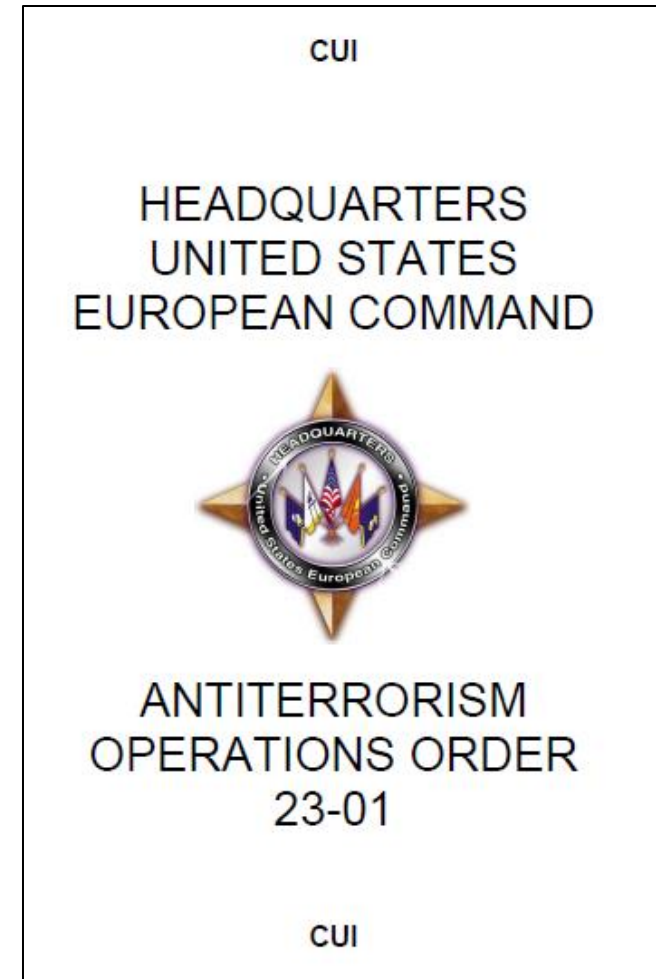 CUI
HEADQUARTERS
UNITED STATES
EUROPEAN COMMAND
HEADQUARTERS
United States European Command
ANTITERRORISM
OPERATIONS ORDER
23-01
CUI